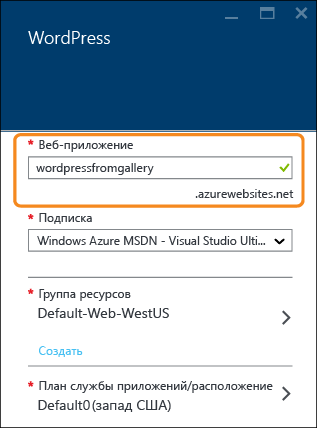 WordPress
* Веб-приложение
wordpressfromgallery
.azurewebsites.net
* Подписка
Windows Azure MSDN - Visual Studio Ulti...
* Группа ресурсов
Default-Web-WestUS
Создать
* План службы приложений/расположение
Default0(запад США)